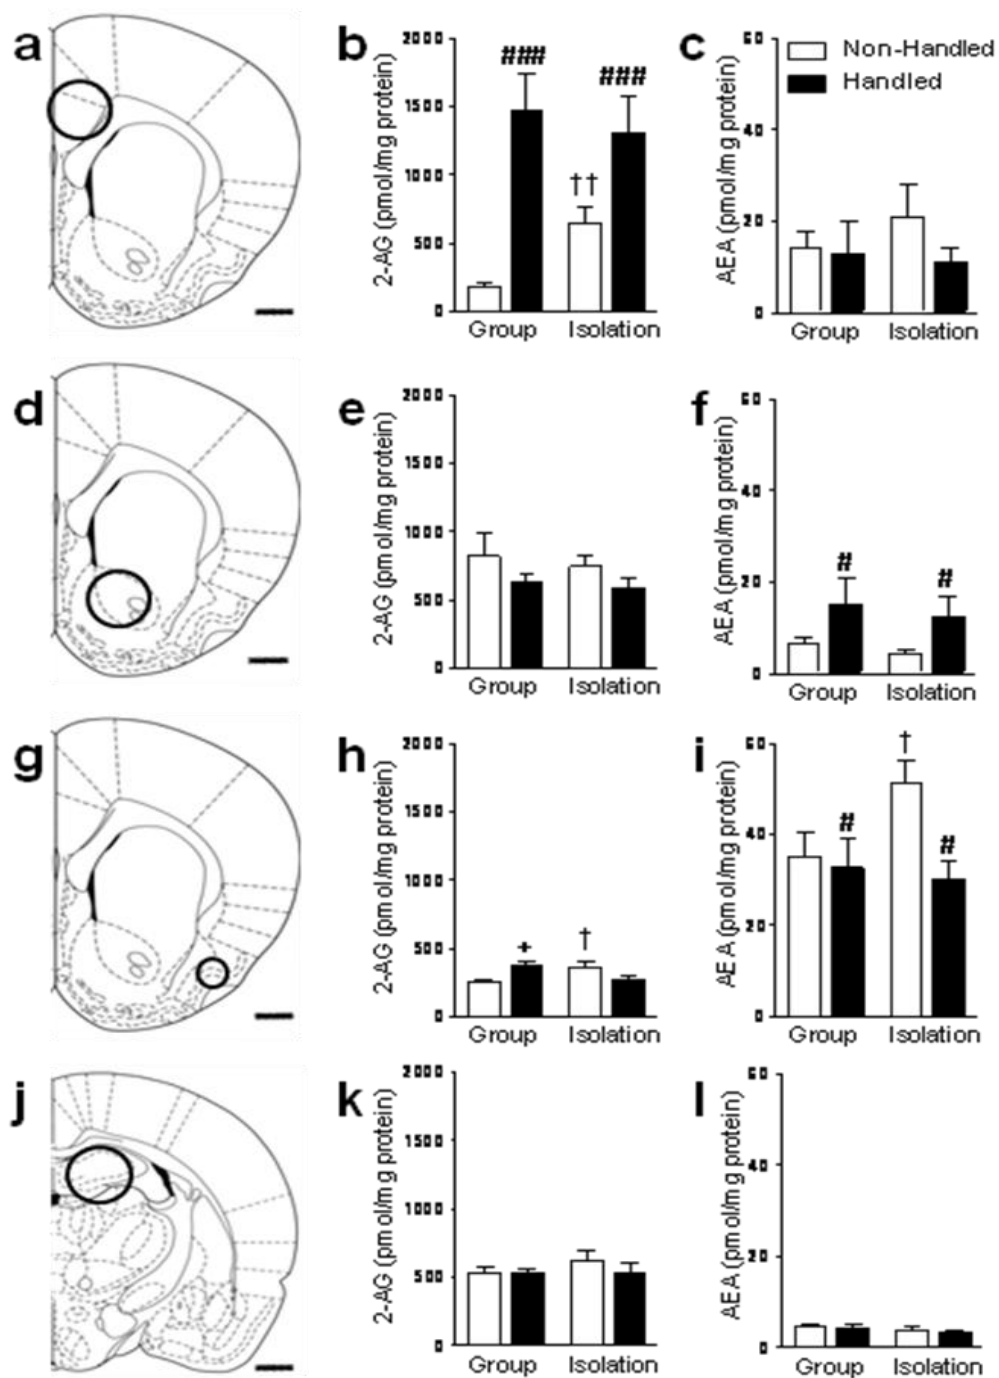 a
b
2-AG (pmol/mg protein)
2000
1500
1000
500
0
###
††
###
Group Isolation
c
AEA (pmol/mg protein)
60
40
20
0
Non-Handled
Handled
Group Isolation
d
e
2-AG (pmol/mg protein)
2000
1500
1000
500
0
Group Isolation
f
AEA (pmol/mg protein)
60
40
20
0
#
#
Group Isolation
g
h
2-AG (pmol/mg protein)
2000
1500
1000
500
0
+
†
Group Isolation
i
AEA (pmol/mg protein)
60
40
20
0
#
†
#
Group Isolation
j
k
2-AG (pmol/mg protein)
2000
1500
1000
500
0
Group Isolation
l
AEA (pmol/mg protein)
60
40
20
0
Group Isolation